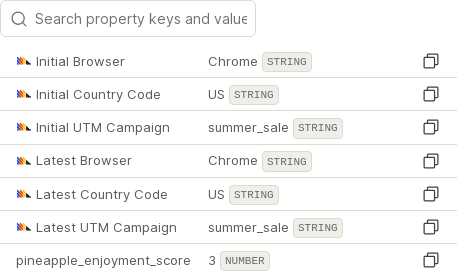 Search property keys and value
Initial Browser Chrome STRING
Initial Country Code US STRING
Initial UTM Campaign summer_sale STRING
Latest Browser Chrome STRING
Latest Country Code US STRING
Latest UTM Campaign summer_sale STRING
pineapple_enjoyment_score 3 NUMBER